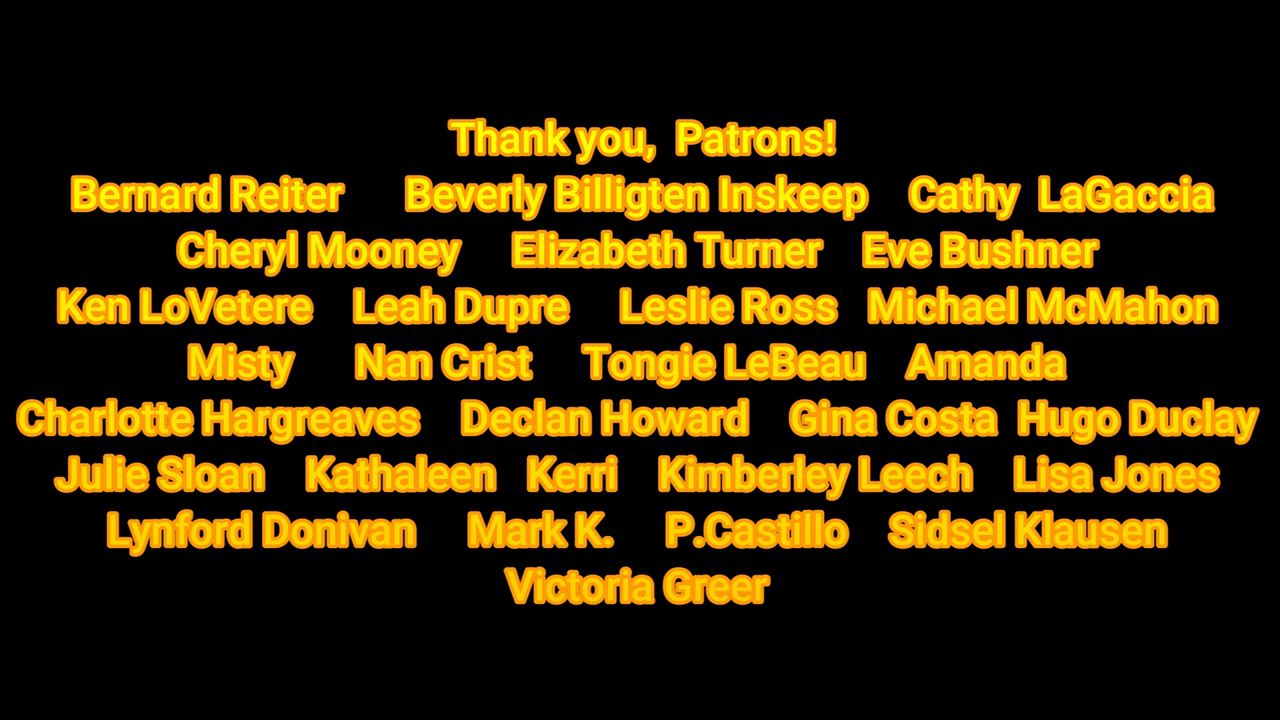 Thank you, Patrons!
Bernard Reiter Beverly Billigten Inskeep Cathy LaGaccia
Cheryl Mooney Elizabeth Turner Eve Bushner
Ken LoVetere Leah Dupre Leslie Ross Michael McMahon
Misty Nan Crist Tongie LeBeau Amanda
Charlotte Hargreaves Declan Howard Gina Costa Hugo Duclay
Julie Sloan Kathaleen Kerri Kimberley Leech Lisa Jones
Lynford Donivan Mark K. P.Castillo Sidsel Klausen
Victoria Greer